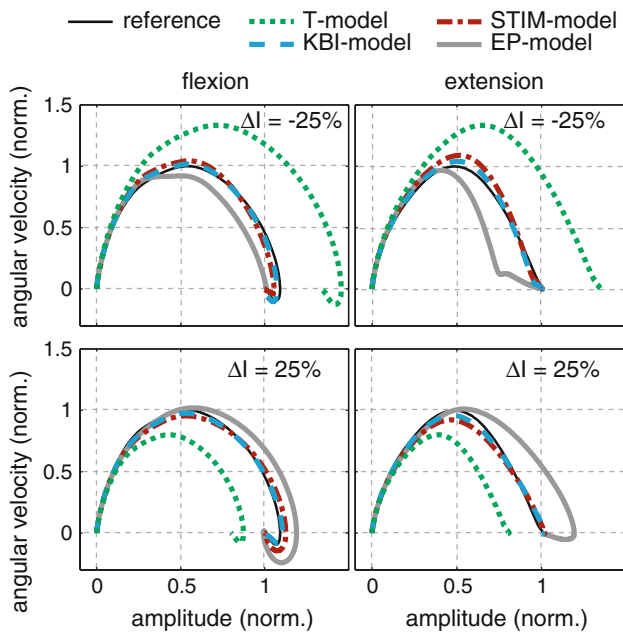 reference T-model STIM-model
KBI-model EP-model
flexion extension
1.5 ΔI = -25% ΔI = -25%
1
0.5
0
angular velocity (norm.)
1.5 ΔI = 25% ΔI = 25%
1
0.5
0
angular velocity (norm.)
0 0.5 1 0 0.5 1
amplitude (norm.) amplitude (norm.)